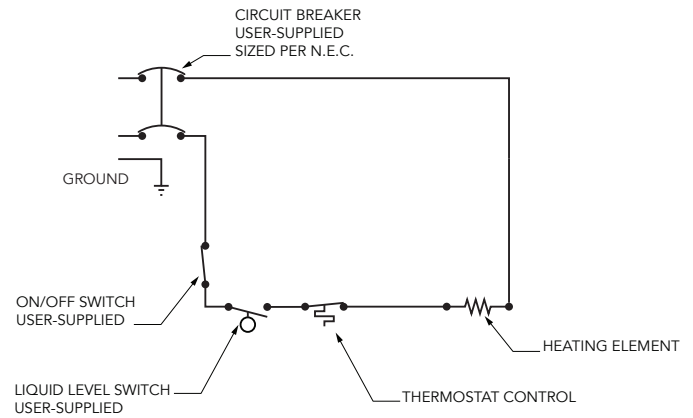 CIRCUIT BREAKER
USER-SUPPLIED
SIZED PER N.E.C.
GROUND
ON/OFF SWITCH
USER-SUPPLIED
HEATING ELEMENT
LIQUID LEVEL SWITCH
USER-SUPPLIED
THERMOSTAT CONTROL